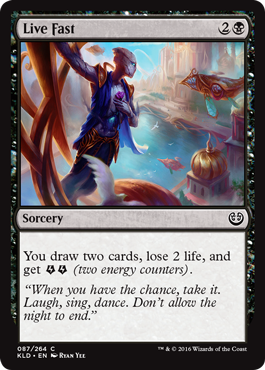 Live Fast 2
Sorcery
You draw two cards, lose 2 life, and
get (two energy counters).
“When you have the chance, take it.
Laugh, sing, dance. Don’t allow the
night to end.”
087/264 C
KLD • EN Ryan Yee
™ & © 2016 Wizards of the Coast